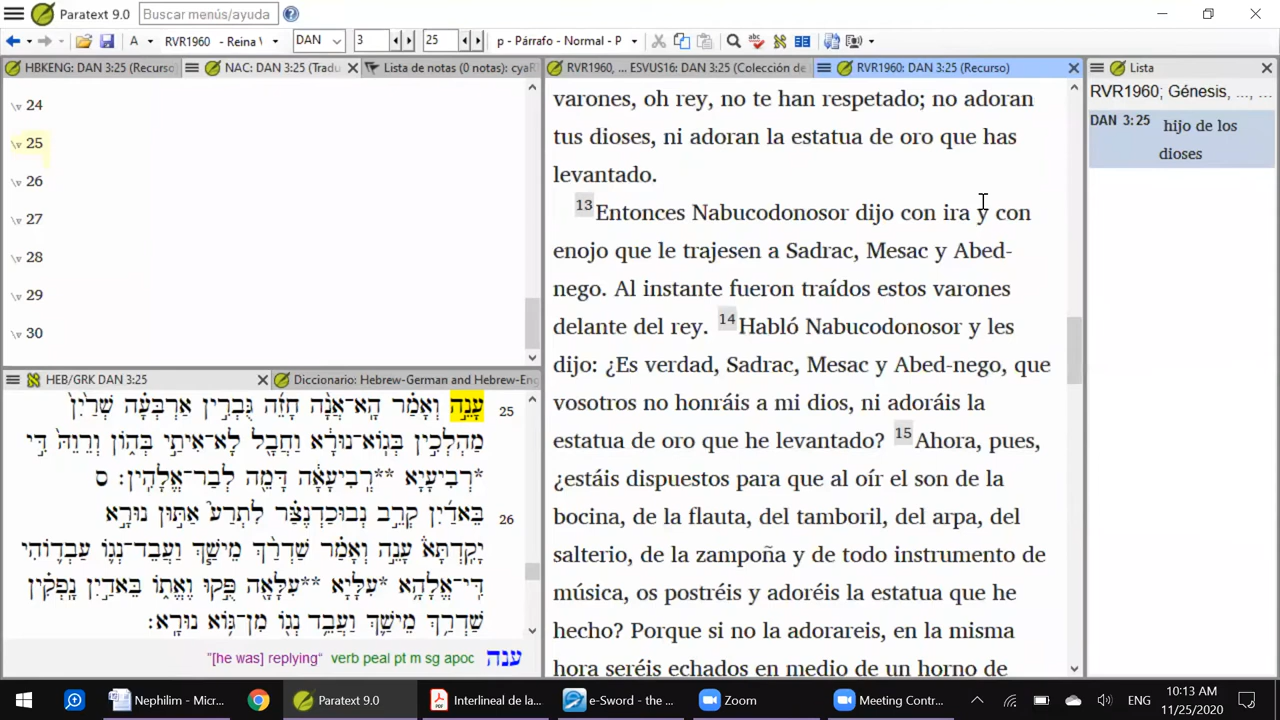 Paratext 9.0
Buscar menús/ayuda
A
RVR1960 - Reina \
DAN
3
25
p - Párrafo - Normal - P
HBKENG: DAN 3:25 (Recurso
NAC: DAN 3:25 (Tradu
Lista de notas (0 notas): cyaR
RVR1960, ... ESVUS16: DAN 3:25 (Colección de
RVR1960: DAN 3:25 (Recurso)
Lista
\v 24
\v 25
\v 26
\v 27
\v 28
\v 29
\v 30
HEB/GRK DAN 3:25
Diccionario: Hebrew-German and Hebrew-Eng
25 עָנֵ֣ה וְאָמַ֗ר הָֽא־אֲנָ֨ה חָזֵ֜ה גֻּבְרִ֣ין אַרְבְּעָ֗ה שְׁרַ֙יִן֙
מַהְלְכִ֣ין בְּגֽוֹא־נוּרָ֔א וַחֲבָ֖ל לָא־אִיתַ֣י בְּה֑וֹן וְרֵוֵהּ֙ דִּ֣י
*רְבִיעָיָא **רְֽבִיעָאָ֔ה דָּמֵ֖ה לְבַר־אֱלָהִֽין׃ ס
26 בֵּאדַ֜יִן קְרֵ֣ב נְבוּכַדְנֶצַּ֗ר לִתְרַע֮ אַתּ֣וּן נוּרָ֣א
יָקִֽדְתָּא֒ עָנֵ֣ה וְאָמַ֗ר שַׁדְרַ֨ךְ מֵישַׁ֧ךְ וַעֲבֵד־נְג֛וֹ עַבְד֛וֹהִי
דִּֽי־אֱלָהָ֥א *עִלָּיָא **עִלָּאָ֖ה פֻּ֣קוּ וֶאֱת֑וֹ בֵּאדַ֣יִן נָֽפְקִ֗ין
שַׁדְרַ֥ךְ מֵישַׁ֛ךְ וַעֲבֵ֥ד נְג֖וֹ מִן־גּ֥וֹא נוּרָֽא׃
"[he was] replying" verb peal pt m sg apoc ענה
varones, oh rey, no te han respetado; no adoran
tus dioses, ni adoran la estatua de oro que has
levantado.
13 Entonces Nabucodonosor dijo con ira y con
enojo que le trajesen a Sadrac, Mesac y Abed-
nego. Al instante fueron traídos estos varones
delante del rey. 14 Habló Nabucodonosor y les
dijo: ¿Es verdad, Sadrac, Mesac y Abed-nego, que
vosotros no honráis a mi dios, ni adoráis la
estatua de oro que he levantado? 15 Ahora, pues,
¿estáis dispuestos para que al oír el son de la
bocina, de la flauta, del tamboril, del arpa, del
salterio, de la zampoña y de todo instrumento de
música, os postréis y adoréis la estatua que he
hecho? Porque si no la adorareis, en la misma
hora seréis echados en medio de un horno de
RVR1960; Génesis, ..., ...
DAN 3:25 hijo de los
dioses
Nephilim - Micr...
Paratext 9.0
Interlineal de la...
e-Sword - the ...
Zoom
Meeting Contr...
ENG
10:13 AM
11/25/2020